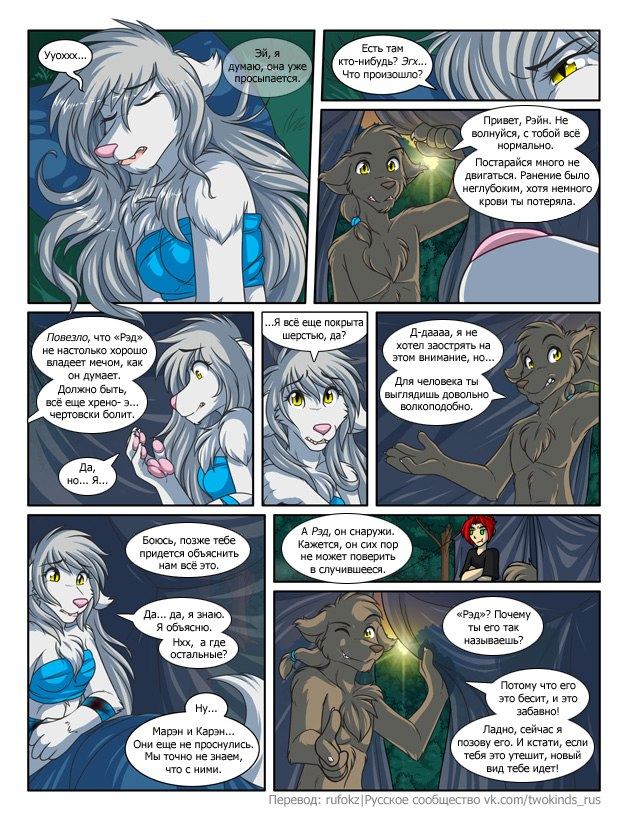 Ууоххх...
Эй, я
думаю, она уже
просыпается.
Есть там
кто-нибудь? Эгх...
Что произошло?
Привет, Рэйн. Не
волнуйся, с тобой всё
нормально.
Постарайся много не
двигаться. Ранение было
неглубоким, хотя немного
крови ты потеряла.
Повезло, что «Рэд»
не настолько хорошо
владеет мечом, как
он думает.
Должно быть,
всё еще хрено- э...
чертовски болит.
Да,
но... Я...
...Я всё еще покрыта
шерстью, да?
Д-даааа, я не
хотел заострять на
этом внимание, но...
Для человека ты
выглядишь довольно
волкоподобно.
Боюсь, позже тебе
придется объяснить
нам всё это.
Да... да, я знаю.
Я объясню.
Нхх,  а где
остальные?
Ну...
Марэн и Карэн...
Они еще не проснулись.
Мы точно не знаем,
что с ними.
А Рэд, он снаружи.
Кажется, он сих пор
не может поверить
в случившееся.
«Рэд»? Почему
ты его так
называешь?
Потому что его
это бесит, и это
забавно!
Ладно, сейчас я
позову его. И кстати, если
тебя это утешит, новый
вид тебе идет!
Перевод: rufokz|Русское сообщество vk.com/twokinds_rus